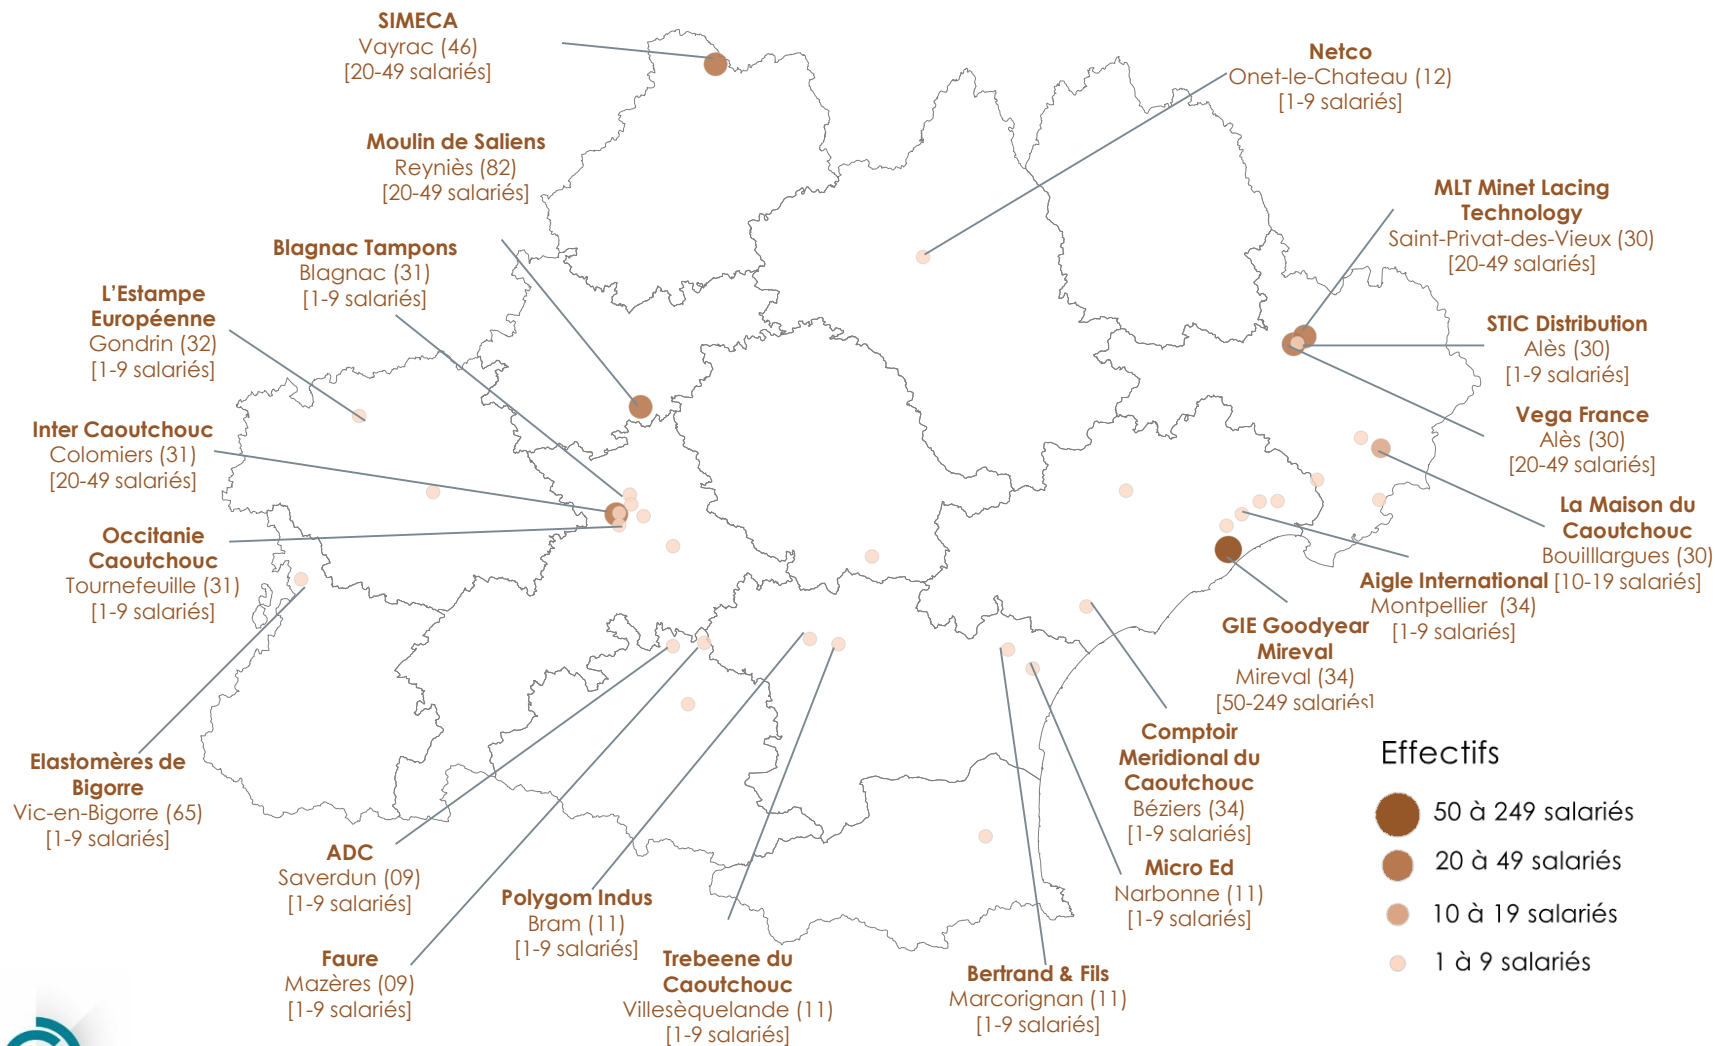 SIMECA
Vayrac (46)
[20-49 salariés]
Netco
Onet-le-Chateau (12)
[1-9 salariés]
Moulin de Saliens
Reyniès (82)
[20-49 salariés]
MLT Minet Lacing
Technology
Saint-Privat-des-Vieux (30)
[20-49 salariés]
Blagnac Tampons
Blagnac (31)
[1-9 salariés]
L'Estampe
Européenne
Gondrin (32)
[1-9 salariés]
STIC Distribution
Alès (30)
[1-9 salariés]
Vega France
Alès (30)
[20-49 salariés]
Inter Caoutchouc
Colomiers (31)
[20-49 salariés]
La Maison du
Caoutchouc
Bouilllargues (30)
[10-19 salariés]
Occitanie
Caoutchouc
Tournefeuille (31)
[1-9 salariés]
Aigle International
Montpellier (34)
[1-9 salariés]
GIE Goodyear
Mireval
Mireval (34)
[50-249 salariés]
Comptoir
Meridional du
Caoutchouc
Béziers (34)
[1-9 salariés]
Elastomères de
Bigorre
Vic-en-Bigorre (65)
[1-9 salariés]
ADC
Saverdun (09)
[1-9 salariés]
Polygom Indus
Bram (11)
[1-9 salariés]
Micro Ed
Narbonne (11)
[1-9 salariés]
Faure
Mazères (09)
[1-9 salariés]
Trebeene du
Caoutchouc
Villesèquelande (11)
[1-9 salariés]
Bertrand & Fils
Marcorignan (11)
[1-9 salariés]
Effectifs
50 à 249 salariés
20 à 49 salariés
10 à 19 salariés
1 à 9 salariés